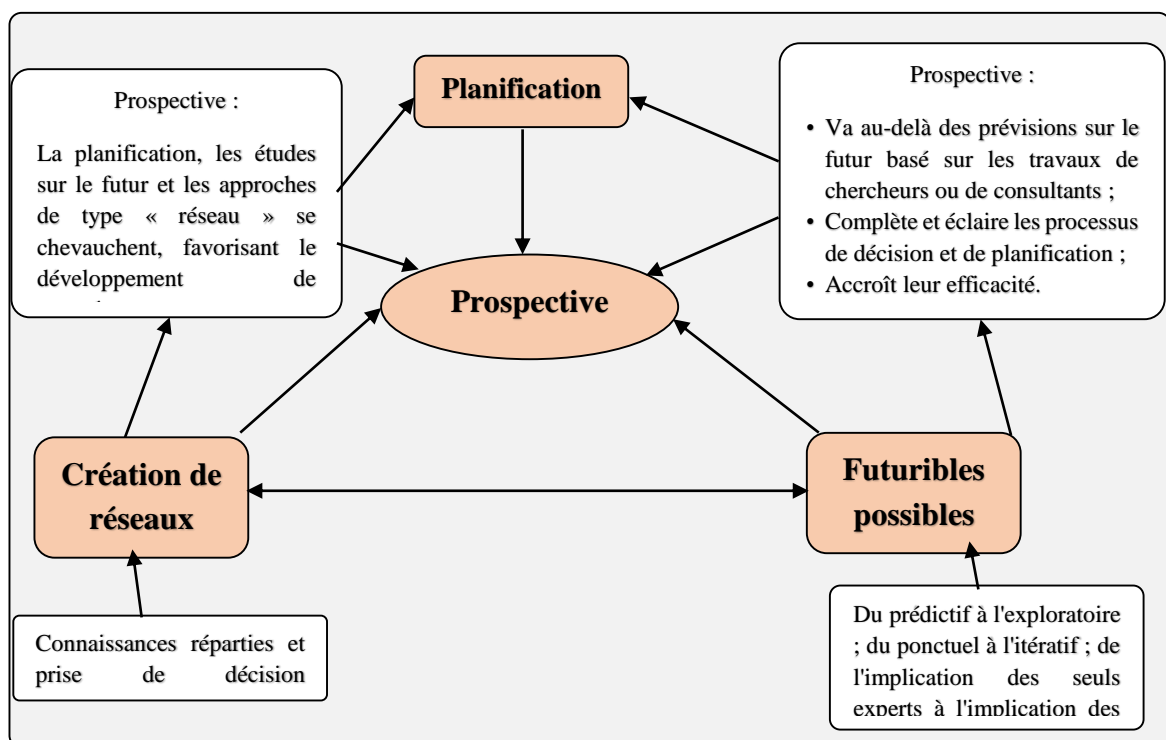 Planification
Prospective :
La planification, les études
sur le futur et les approches
de type « réseau » se
chevauchent, favorisant le
développement de
Prospective :
• Va au-delà des prévisions sur le
futur basé sur les travaux de
chercheurs ou de consultants ;
• Complète et éclaire les processus
de décision et de planification ;
• Accroît leur efficacité.
Prospective
Création de
réseaux
Futuribles
possibles
Connaissances réparties et
prise de décision
Du prédictif à l'exploratoire
; du ponctuel à l'itératif ; de
l'implication des seuls
experts à l'implication des